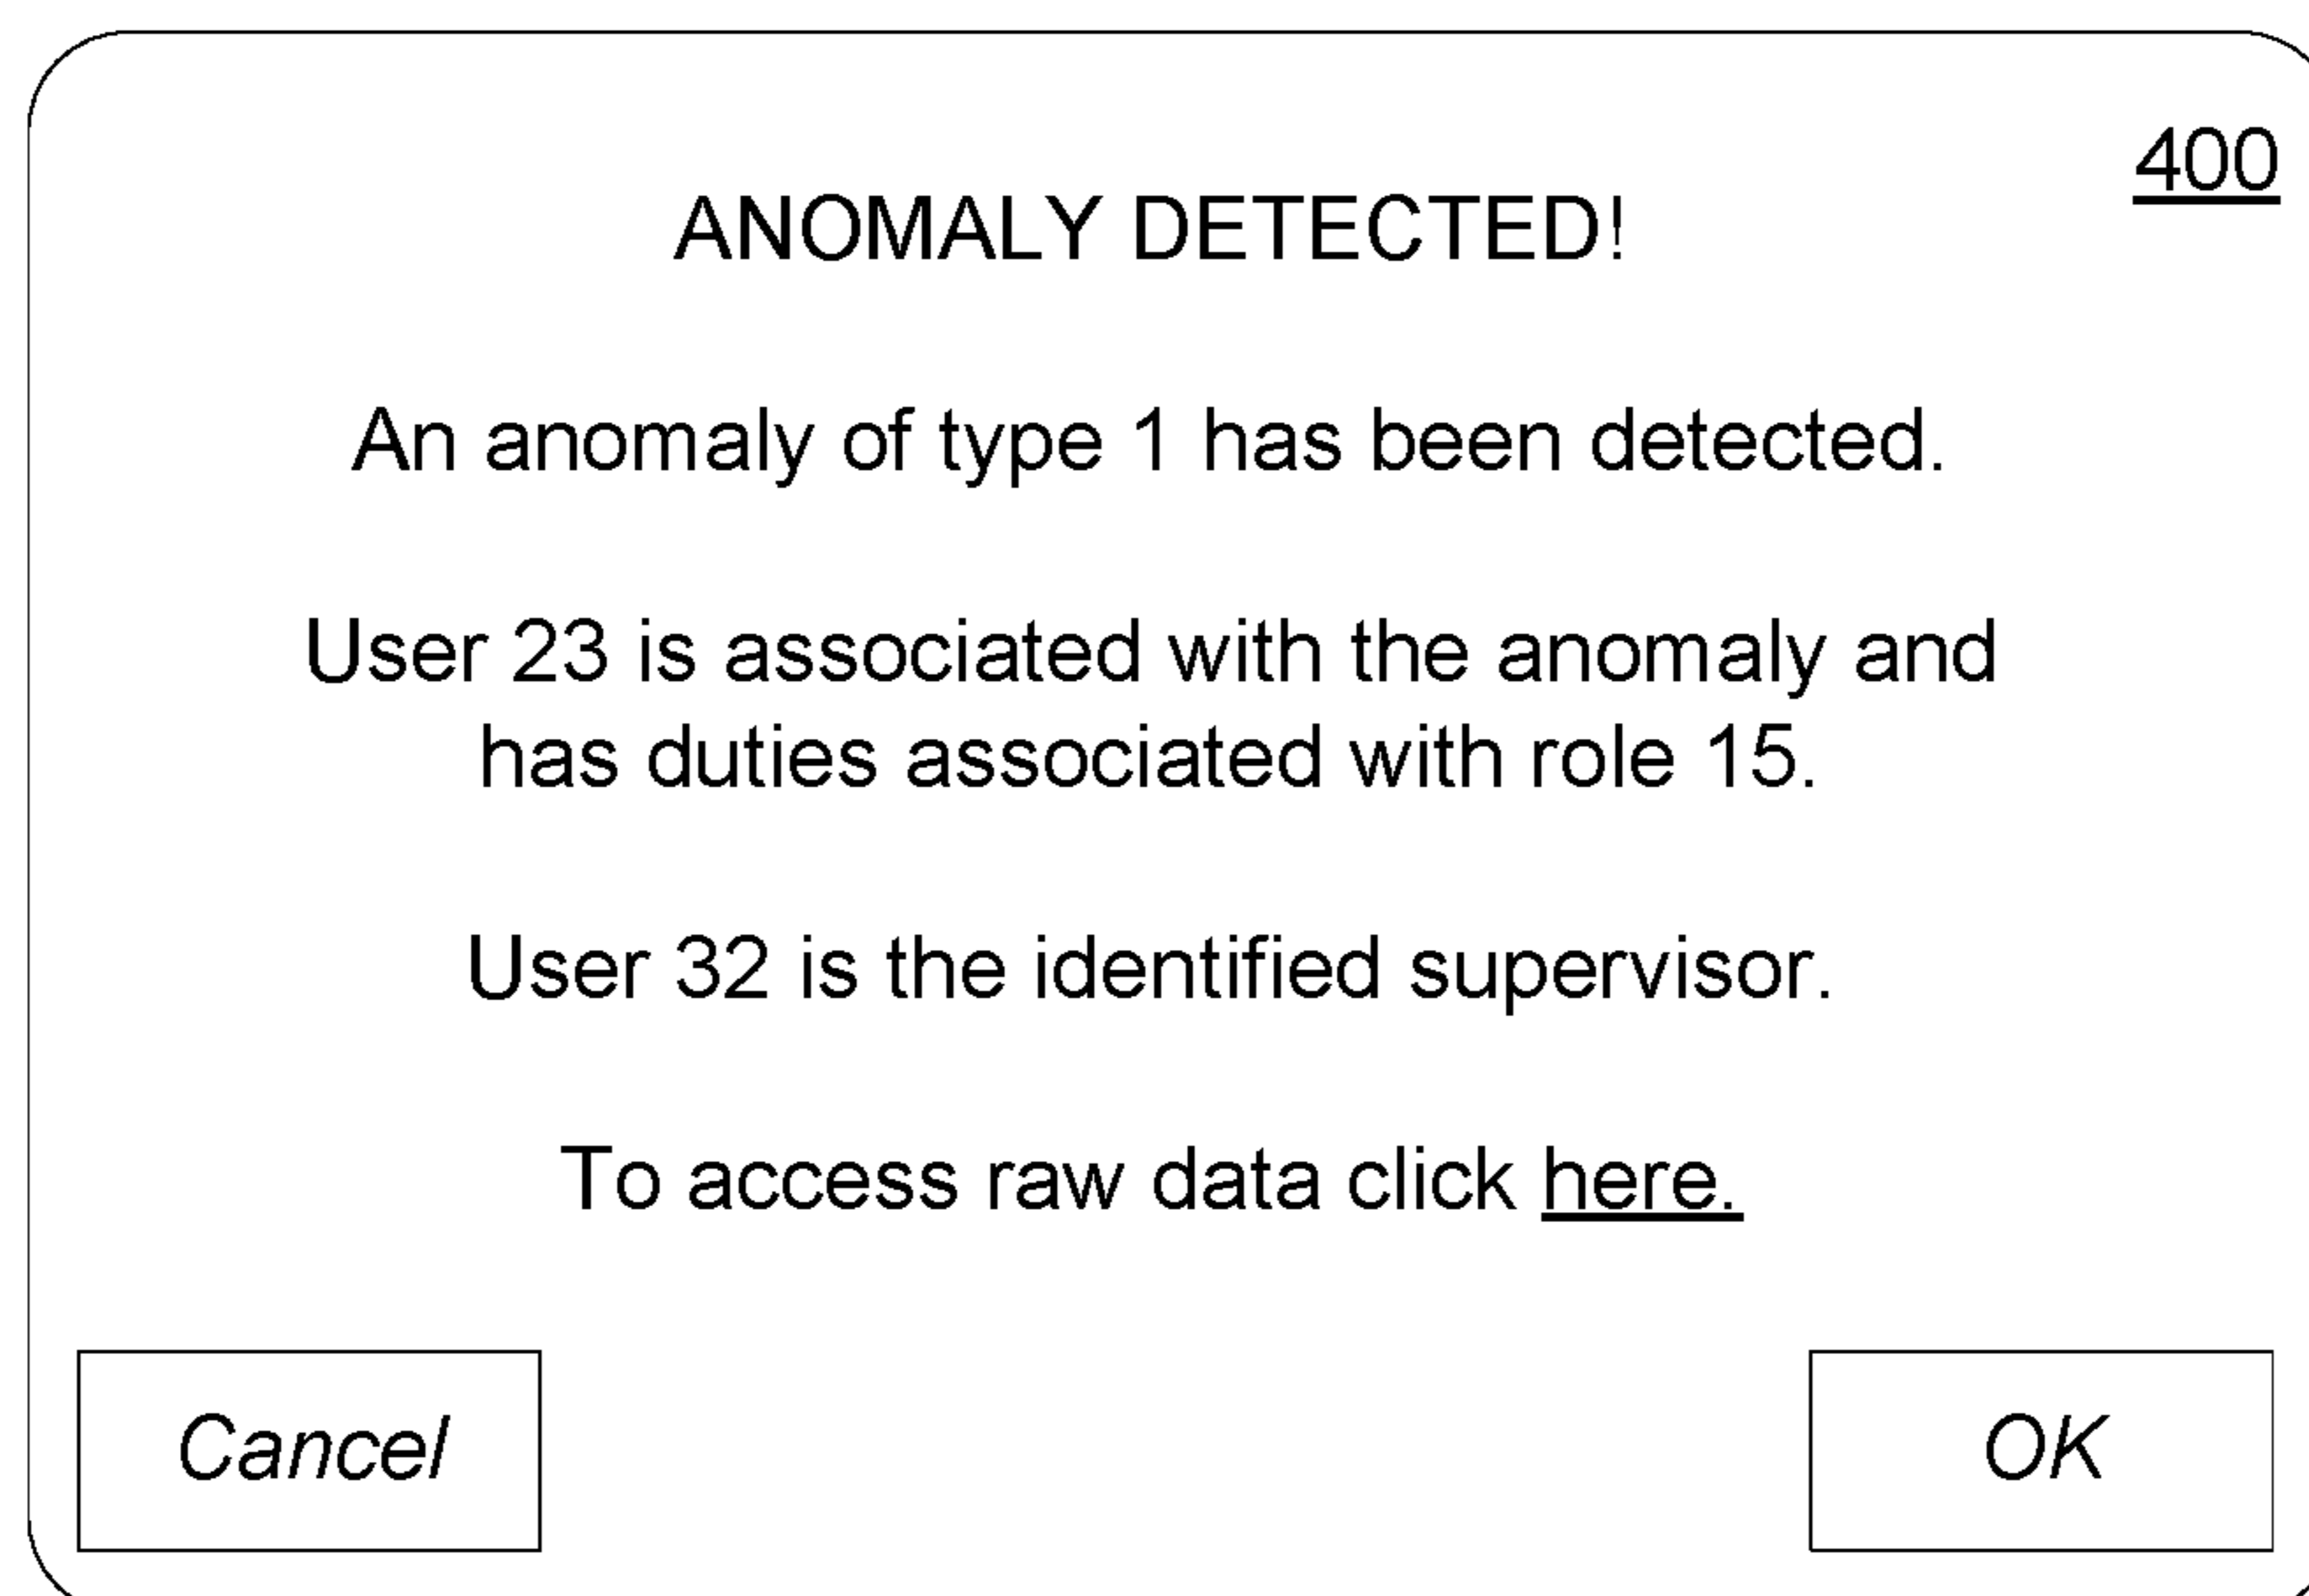 400
ANOMALY DETECTED!
An anomaly of type 1 has been detected.
User 23 is associated with the anomaly and
has duties associated with role 15.
User 32 is the identified supervisor.
To access raw data click here.
Cancel
OK